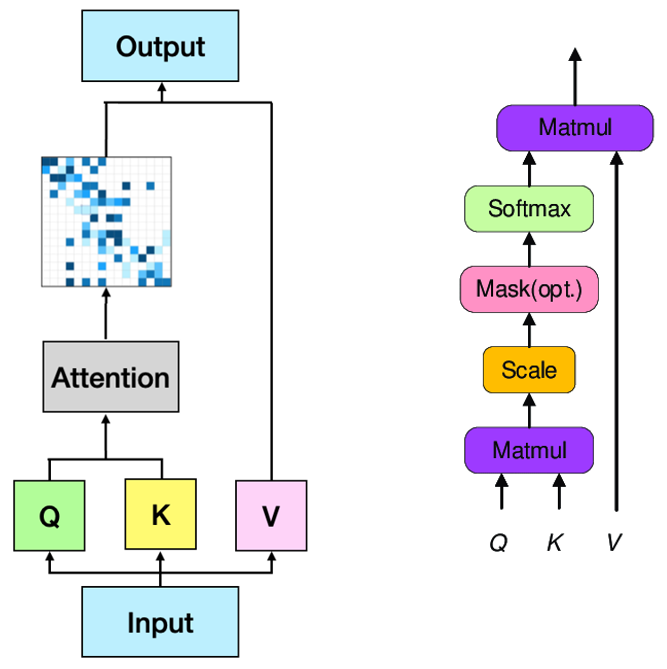 Output
Attention
Q
K
V
Input
Matmul
Softmax
Mask(opt.)
Scale
Matmul
Q
K
V